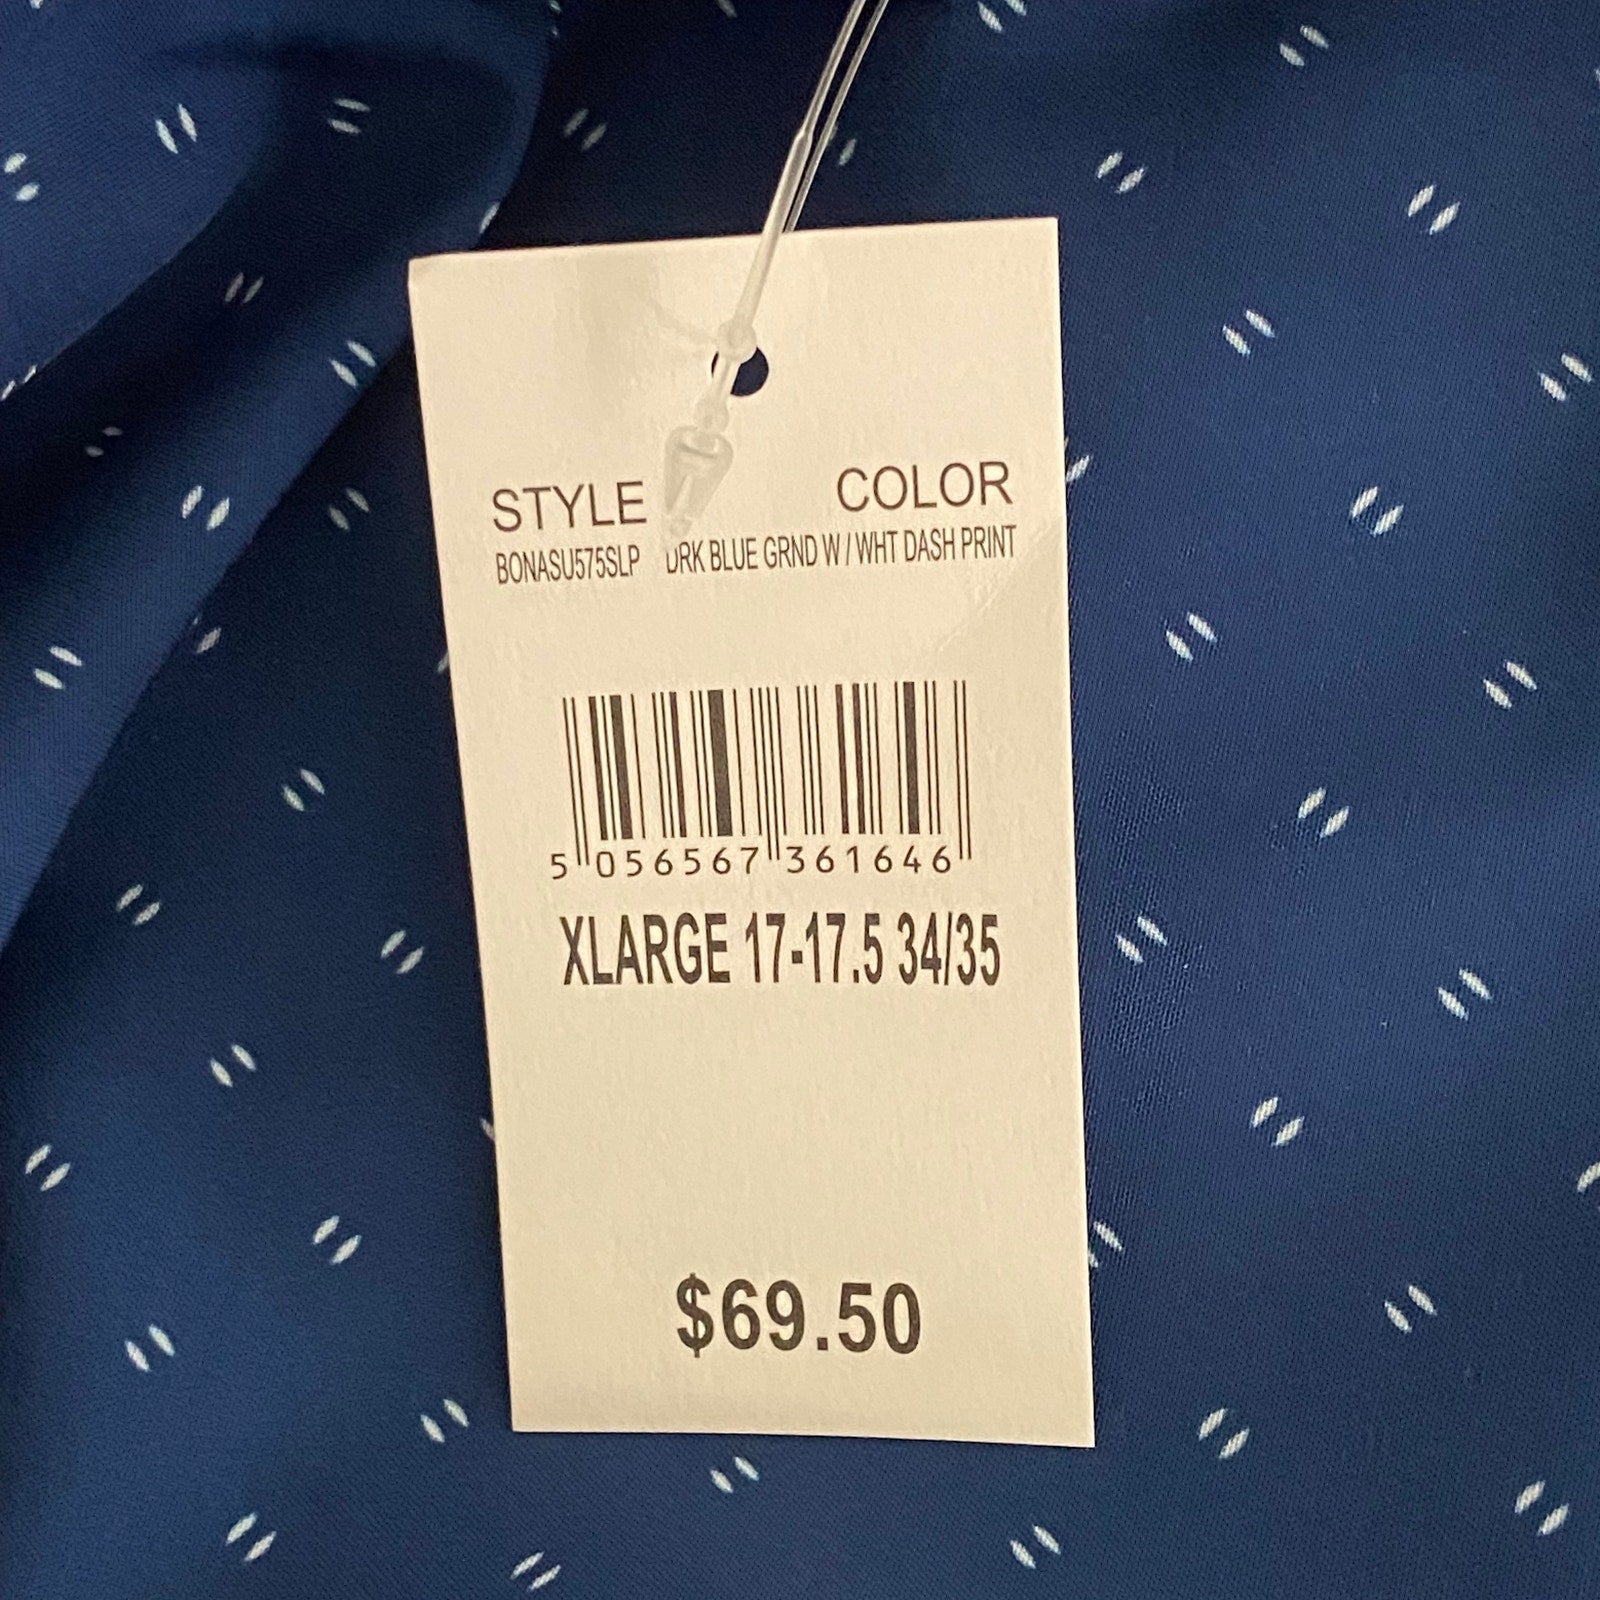 STYLE COLOR
BONASU575SLP DRK BLUE GRND W / WHT DASH PRINT
5 056567 361646
XLARGE 17-17.5 34/35
$69.50